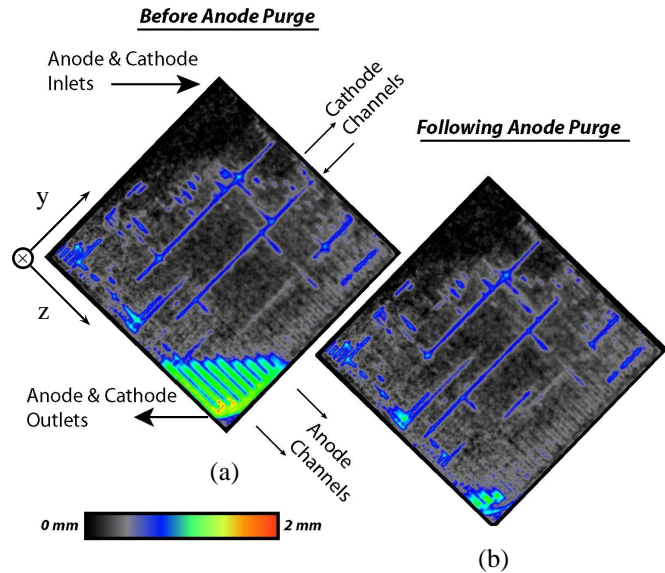 Before Anode Purge
Anode & Cathode
Inlets
Cathode
Channels
Following Anode Purge
y
z
Anode & Cathode
Outlets
Anode
Channels
(a)
0 mm
2 mm
(b)